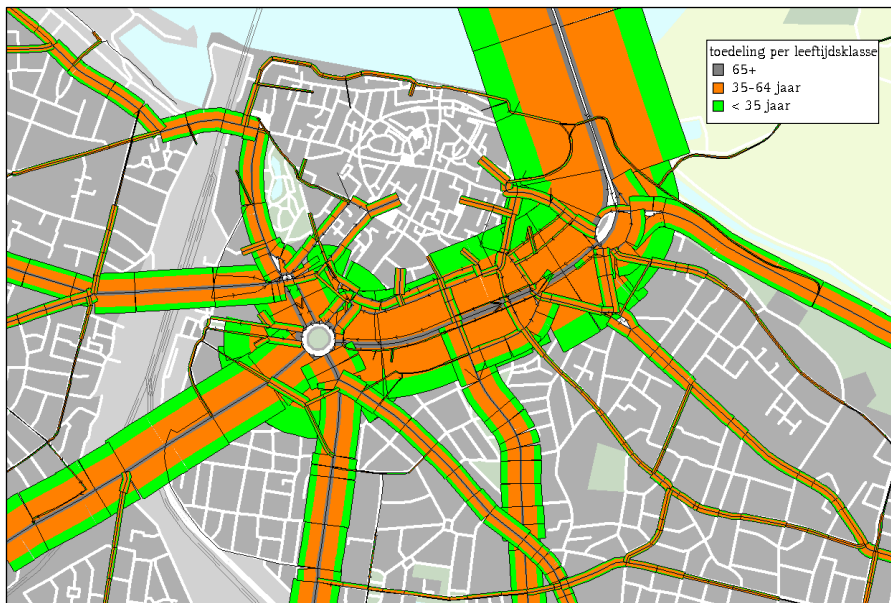 toedeling per leeftijdsklasse
65+
35-64 jaar
< 35 jaar